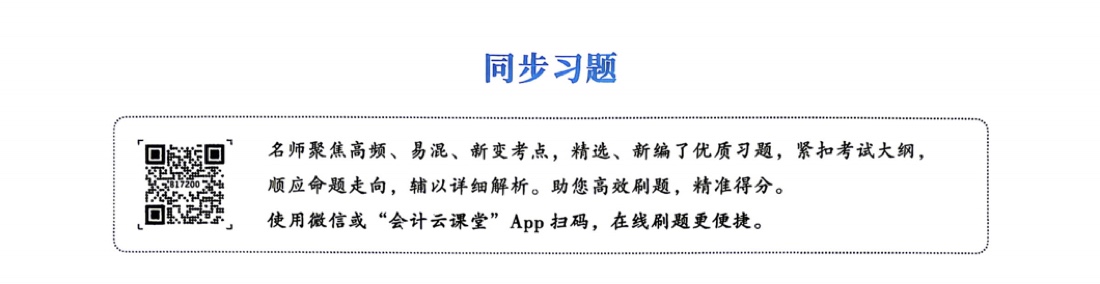 同步习题
名师聚焦高频、易混、新变考点，精选、新编了优质习题，紧扣考试大纲，
顺应命题走向，辅以详细解析。助您高效刷题，精准得分。
817200
使用微信或“会计云课堂”App 扫码，在线刷题更便捷。